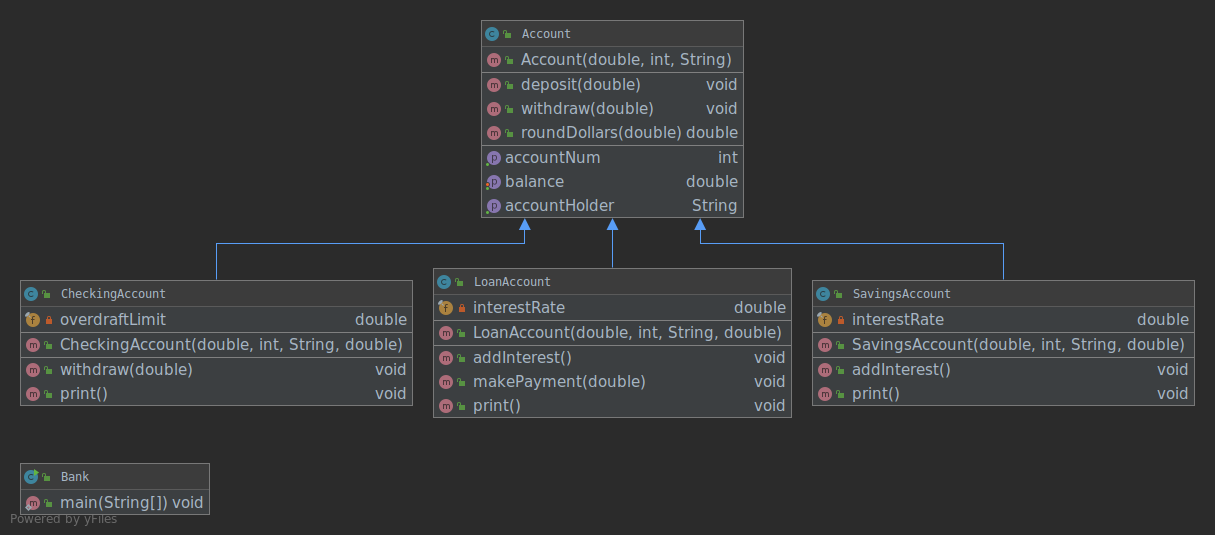 Account
Account(double, int, String)
deposit(double) void
withdraw(double) void
roundDollars(double) double
accountNum int
balance double
accountHolder String
CheckingAccount
overdraftLimit double
CheckingAccount(double, int, String, double)
withdraw(double) void
print() void
LoanAccount
interestRate double
LoanAccount(double, int, String, double)
addInterest() void
makePayment(double) void
print() void
SavingsAccount
interestRate double
SavingsAccount(double, int, String, double)
addInterest() void
print() void
Bank
main(String[]) void
Powered by yFiles